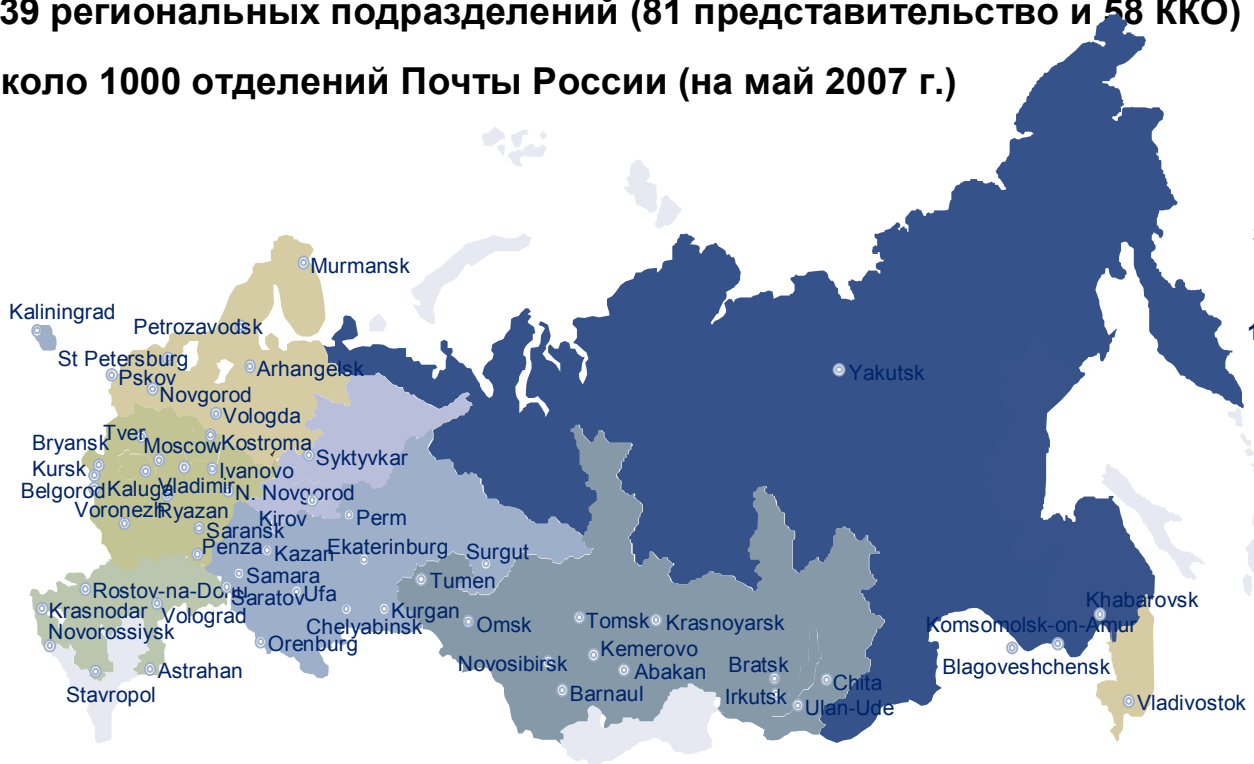 39 региональных подразделений (81 представительство и 58 ККО)
коло 1000 отделений Почты России (на май 2007 г.)
Murmansk
Kaliningrad
Petrozavodsk
St Petersburg
Arhangelsk
Pskov
Yakutsk
Novgorod
Vologda
Tver
Bryansk
Moscow
Kostroma
Syktyvkar
Kursk
Ivanovo
Belgorod
Kaluga
Vladimir
N. Novgorod
Voronezh
Ryazan
Kirov
Perm
Saransk
Penza
Kazan
Ekaterinburg
Surgut
Samara
Tumen
Rostov-na-Donu
Saratov
Ufa
Khabarovsk
Krasnodar
Volograd
Kurgan
Chelyabinsk
Omsk
Tomsk
Krasnoyarsk
Komsomolsk-on-Amur
Novorossiysk
Orenburg
Kemerovo
Novosibirsk
Abakan
Bratsk
Blagoveshchensk
Astrahan
Chita
Stavropol
Barnaul
Irkutsk
Ulan-Ude
Vladivostok
1